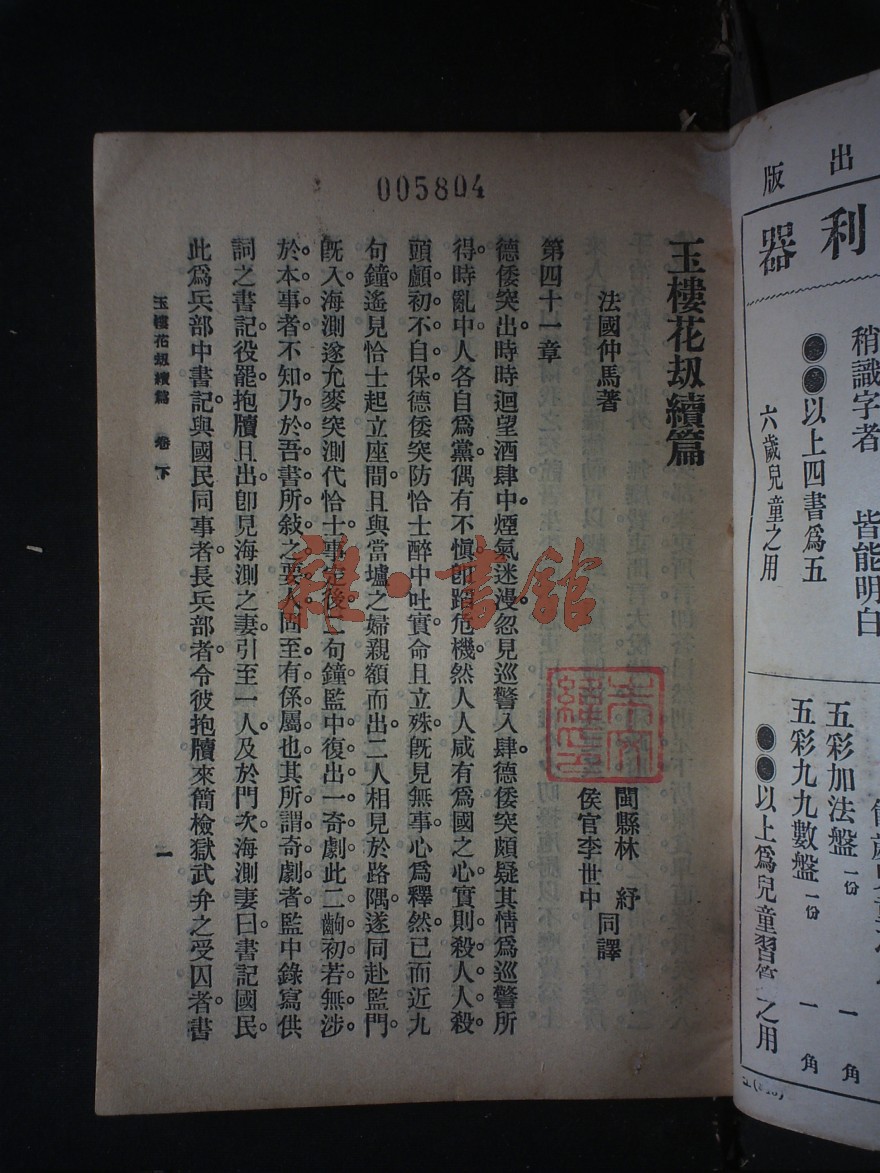 005804
玉樓花刼續篇
法國仲馬著
閩縣林　紓
侯官李世中
同譯
第四十一章
德倭突出。時時迴望酒肆中。煙氣迷漫。忽見巡警入肆。德倭突頗疑其情爲巡警所
得。時亂中人各自爲黨。偶有不愼。卽蹈危機。然人人咸有爲國之心。實則殺人人殺。
頭顱初不自保。德倭突防恰士醉中吐實。命且立殊。旣見無事。心爲釋然。已而近九
句鐘。遙見恰士起立座間。且與當壚之婦親額而出。二人相見於路隅。遂同赴監門。
旣入。海測遂允麥突測代恰士事。定後二句鐘。監中復出一奇劇。此二齣初若無涉
於本事者。不知乃於吾書所敍之要人。固至有係屬也。其所謂奇劇者。監中錄寫供
詞之書記。役罷抱牘且出。卽見海測之妻。引至一人。及於門次。海測妻曰。書記國民。
此爲兵部中書記。與國民同事者。長兵部者。令彼抱牘來簡檢獄武弁之受囚者。書
玉樓花刼續篇　卷下
一
雜·書館
出版
利器
稍識字者　皆能明白
●●以上四書爲五
六歲兒童之用
五彩加法盤 一份　一角
五彩九九數盤 一份　一角
●●以上爲兒童習算之用